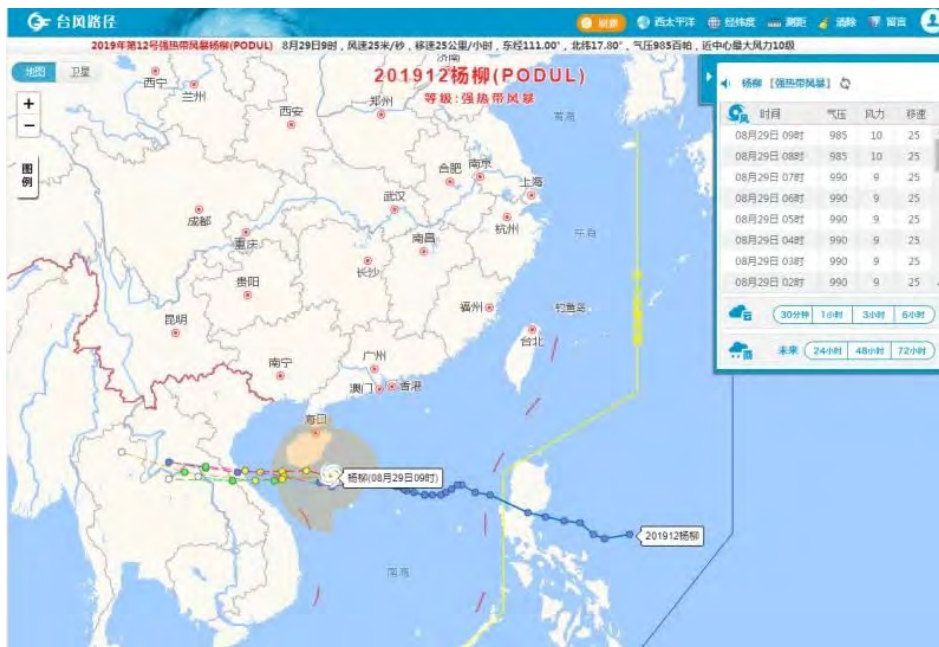 台风路径
刷新 西太平洋 经纬度 测距 清除 留言
2019年第12号强热带风暴杨柳(PODUL) 8月29日9时，风速25米/秒，移速25公里/小时，东经111.00°，北纬17.80°，气压985百帕，近中心最大风力10级
地图 卫星
201912杨柳(PODUL)
等级:强热带风暴
+
−
图例
杨柳【强热带风暴】
时间 气压 风力 移速
08月29日 09时 985 10 25
08月29日 08时 985 10 25
08月29日 07时 990 9 25
08月29日 06时 990 9 25
08月29日 05时 990 9 25
08月29日 04时 990 9 25
08月29日 03时 990 9 25
08月29日 02时 990 9 25
云 30分钟 1小时 3小时 6小时
雨 未来 24小时 48小时 72小时
济南
西宁
兰州
西安
郑州
黄海
合肥
南京
上海
武汉
成都
重庆
杭州
南昌
东海
长沙
贵阳
福州
钓鱼岛
昆明
台北
广州
南宁
澳门
香港
海口
杨柳(08月29日09时)
201912杨柳
南海